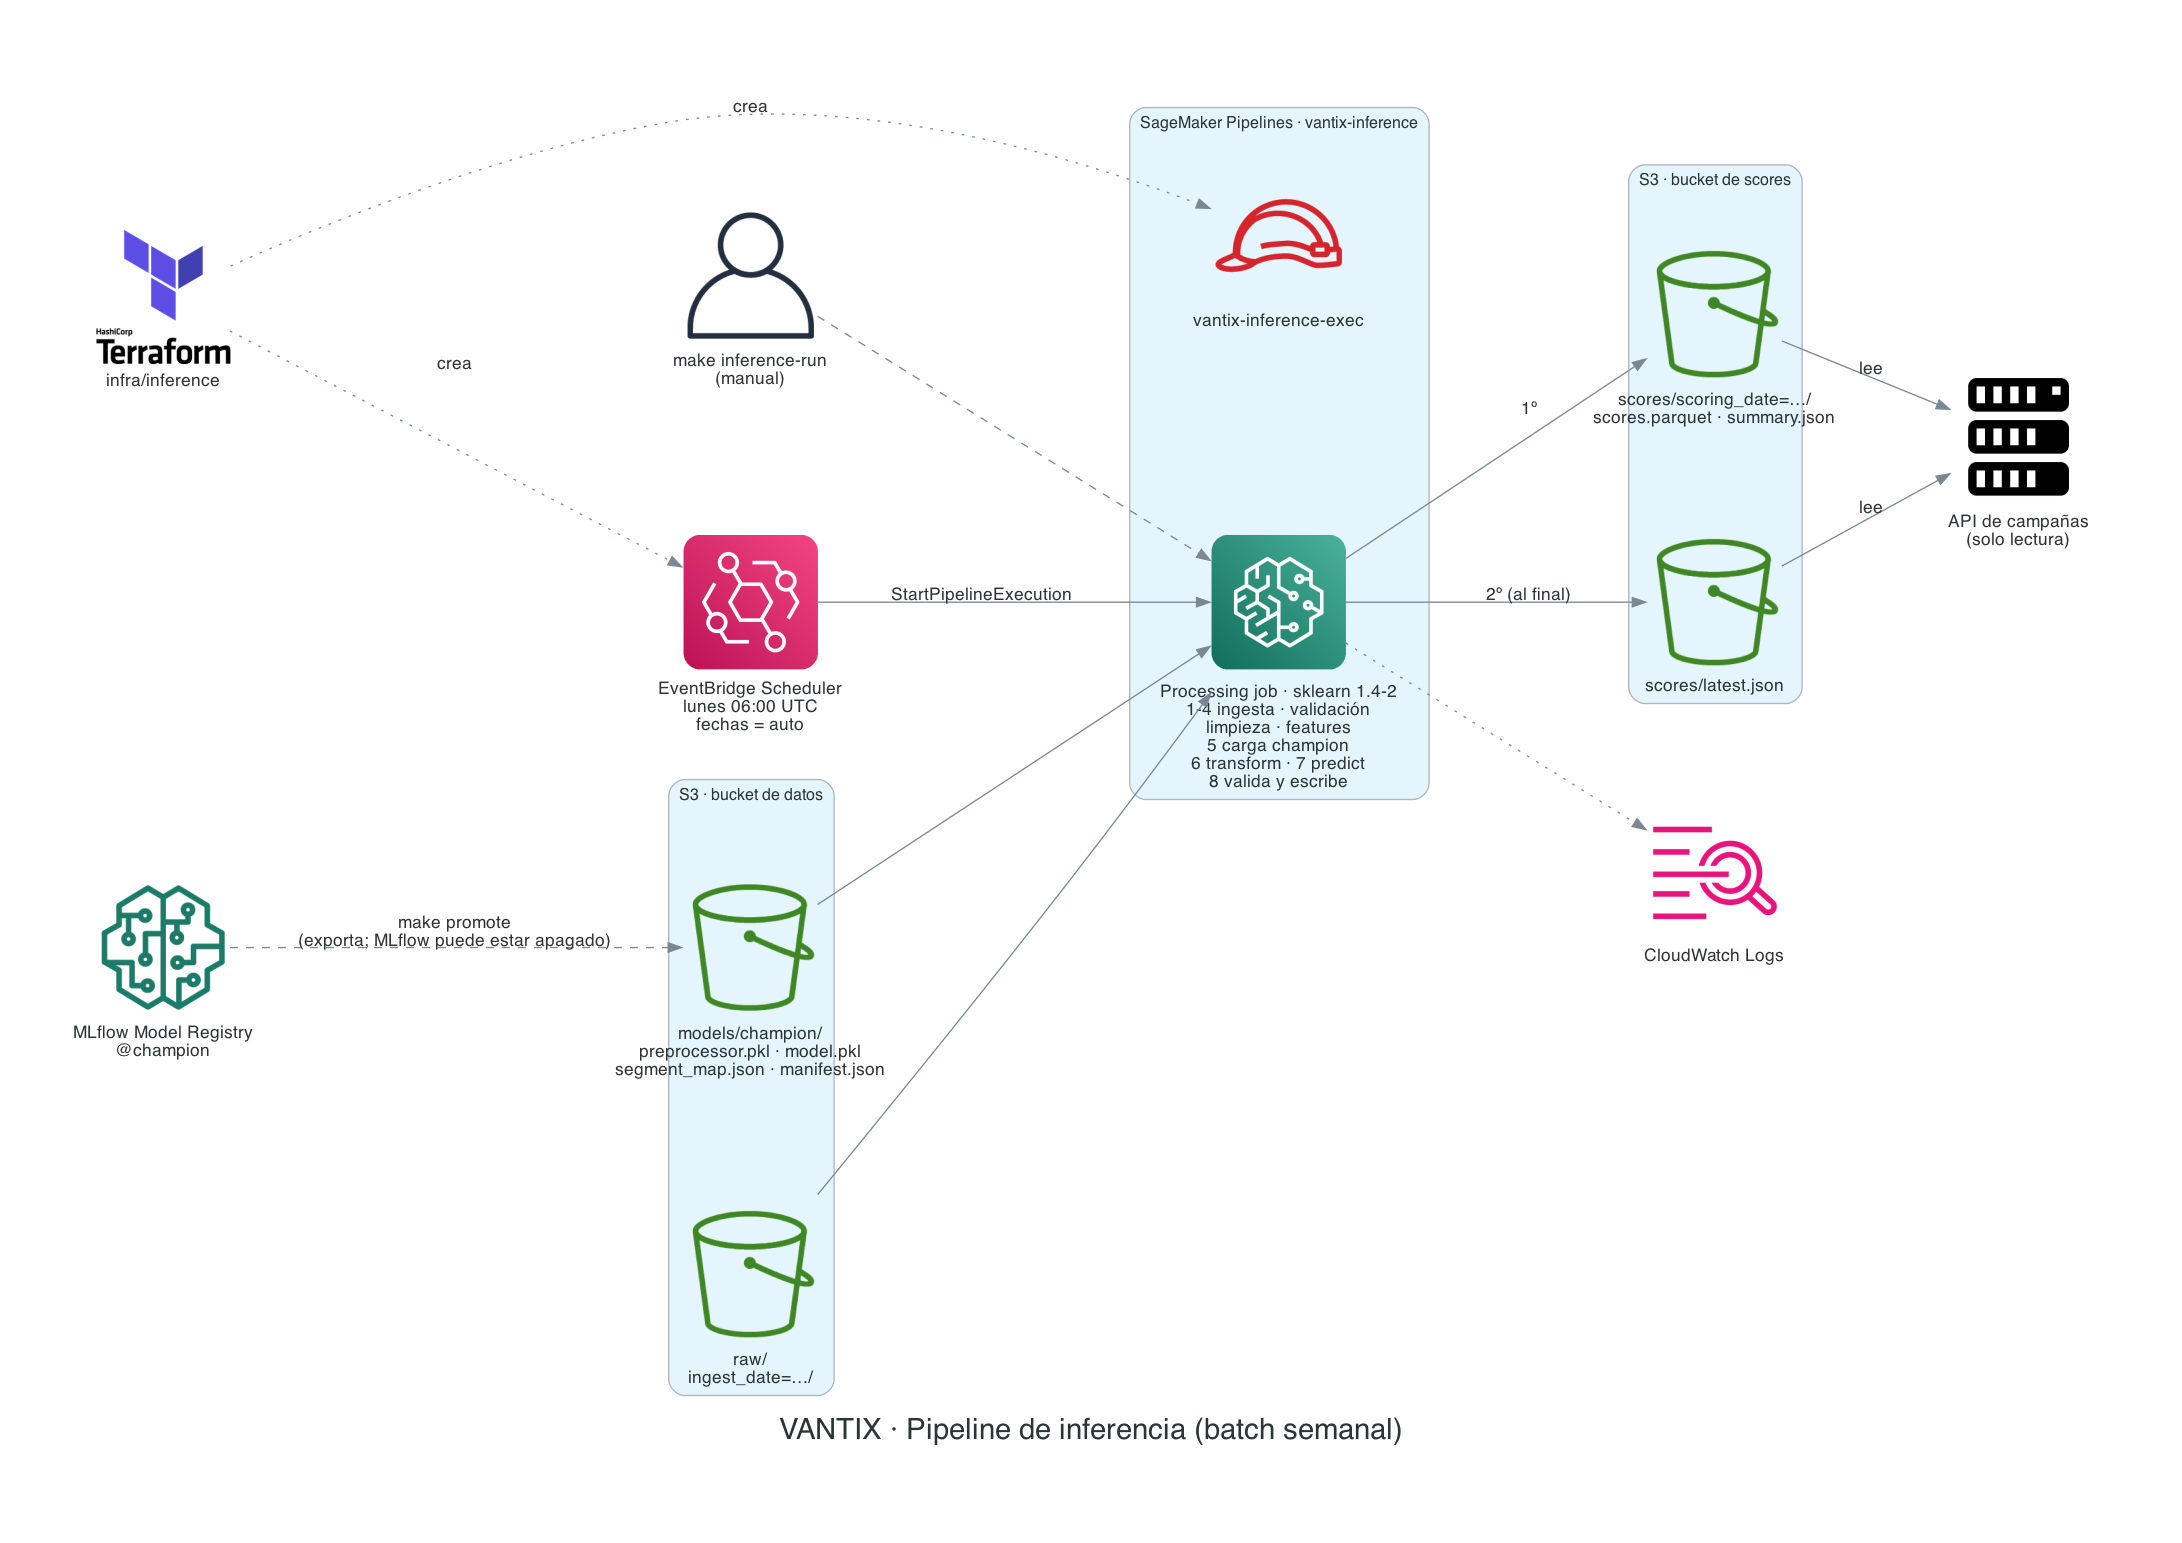 crea
SageMaker Pipelines · vantix-inference
vantix-inference-exec
HashiCorp
Terraform
infra/inference
crea
make inference-run
(manual)
S3 · bucket de scores
scores/scoring_date=.../
scores.parquet · summary.json
1º
lee
lee
API de campañas
(solo lectura)
StartPipelineExecution
2º (al final)
EventBridge Scheduler
lunes 06:00 UTC
fechas = auto
Processing job · sklearn 1.4-2
1-4 ingesta · validación
limpieza · features
5 carga champion
6 transform · 7 predict
8 valida y escribe
scores/latest.json
S3 · bucket de datos
make promote
(exporta: MLflow puede estar apagado)
CloudWatch Logs
MLflow Model Registry
@champion
models/champion/
preprocessor.pkl · model.pkl
segment_map.json · manifest.json
raw/
ingest_date=.../
VANTIX · Pipeline de inferencia (batch semanal)